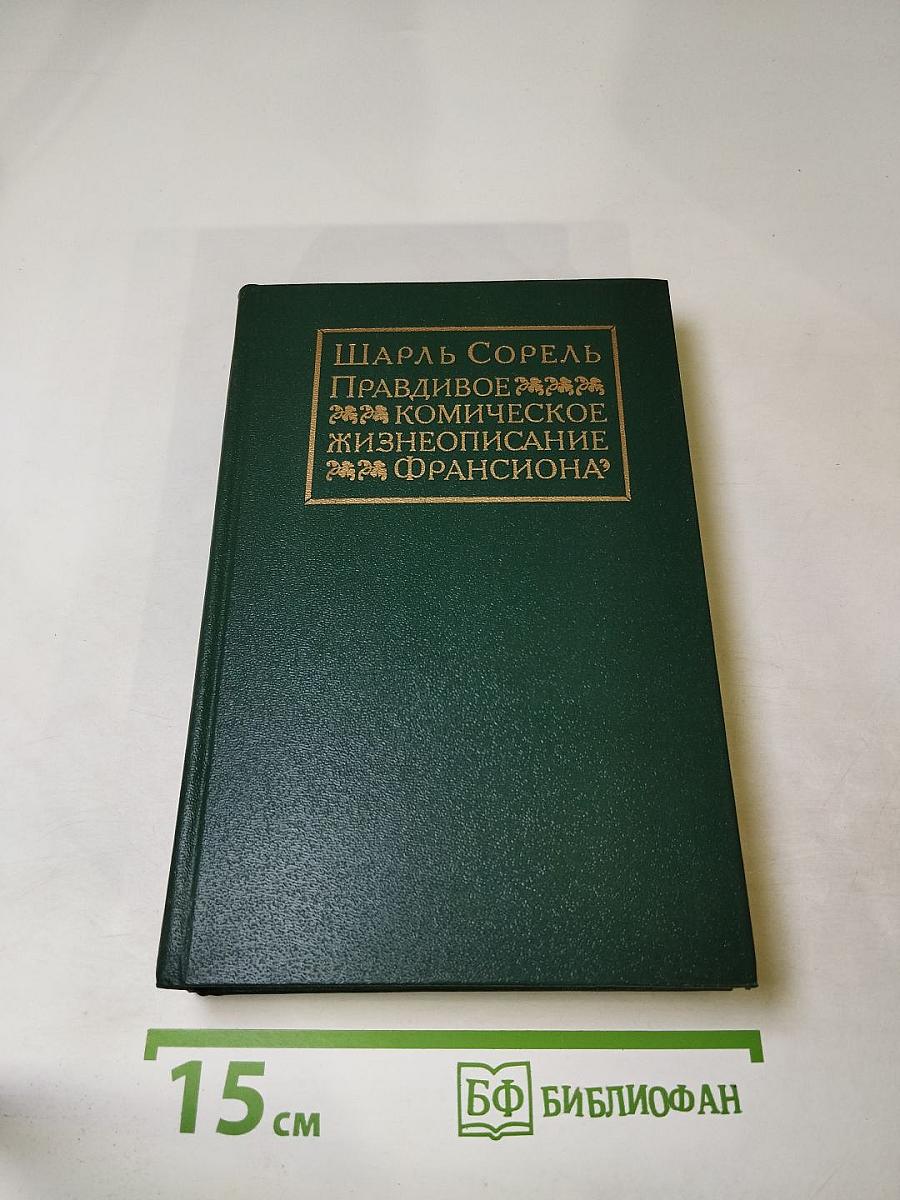 Шарль Сорель
Правдивое
комическое
жизнеописание
Франсиона
15 см
БФ БИБЛИОФАН